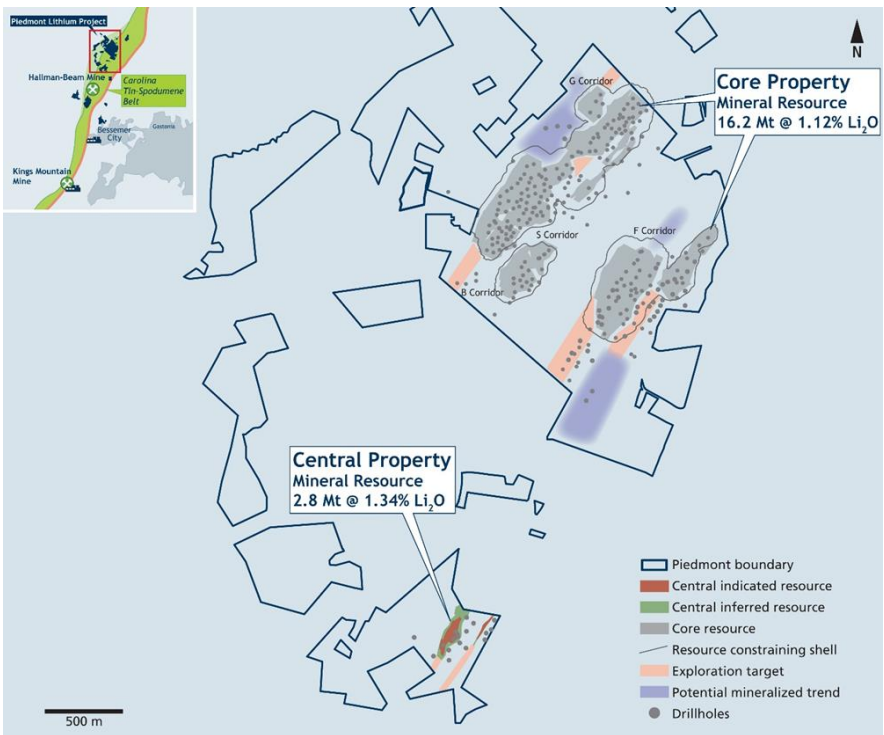 Piedmont Lithium Project
Hallman-Beam Mine
Carolina
Tin-Spodumene
Belt
Bessemer
City
Gastonia
Kings Mountain
Mine
N
G Corridor
Core Property
Mineral Resource
16.2 Mt @ 1.12% Li₂O
S Corridor
F Corridor
B Corridor
Central Property
Mineral Resource
2.8 Mt @ 1.34% Li₂O
Piedmont boundary
Central indicated resource
Central inferred resource
Core resource
Resource constraining shell
Exploration target
Potential mineralized trend
Drillholes
500 m